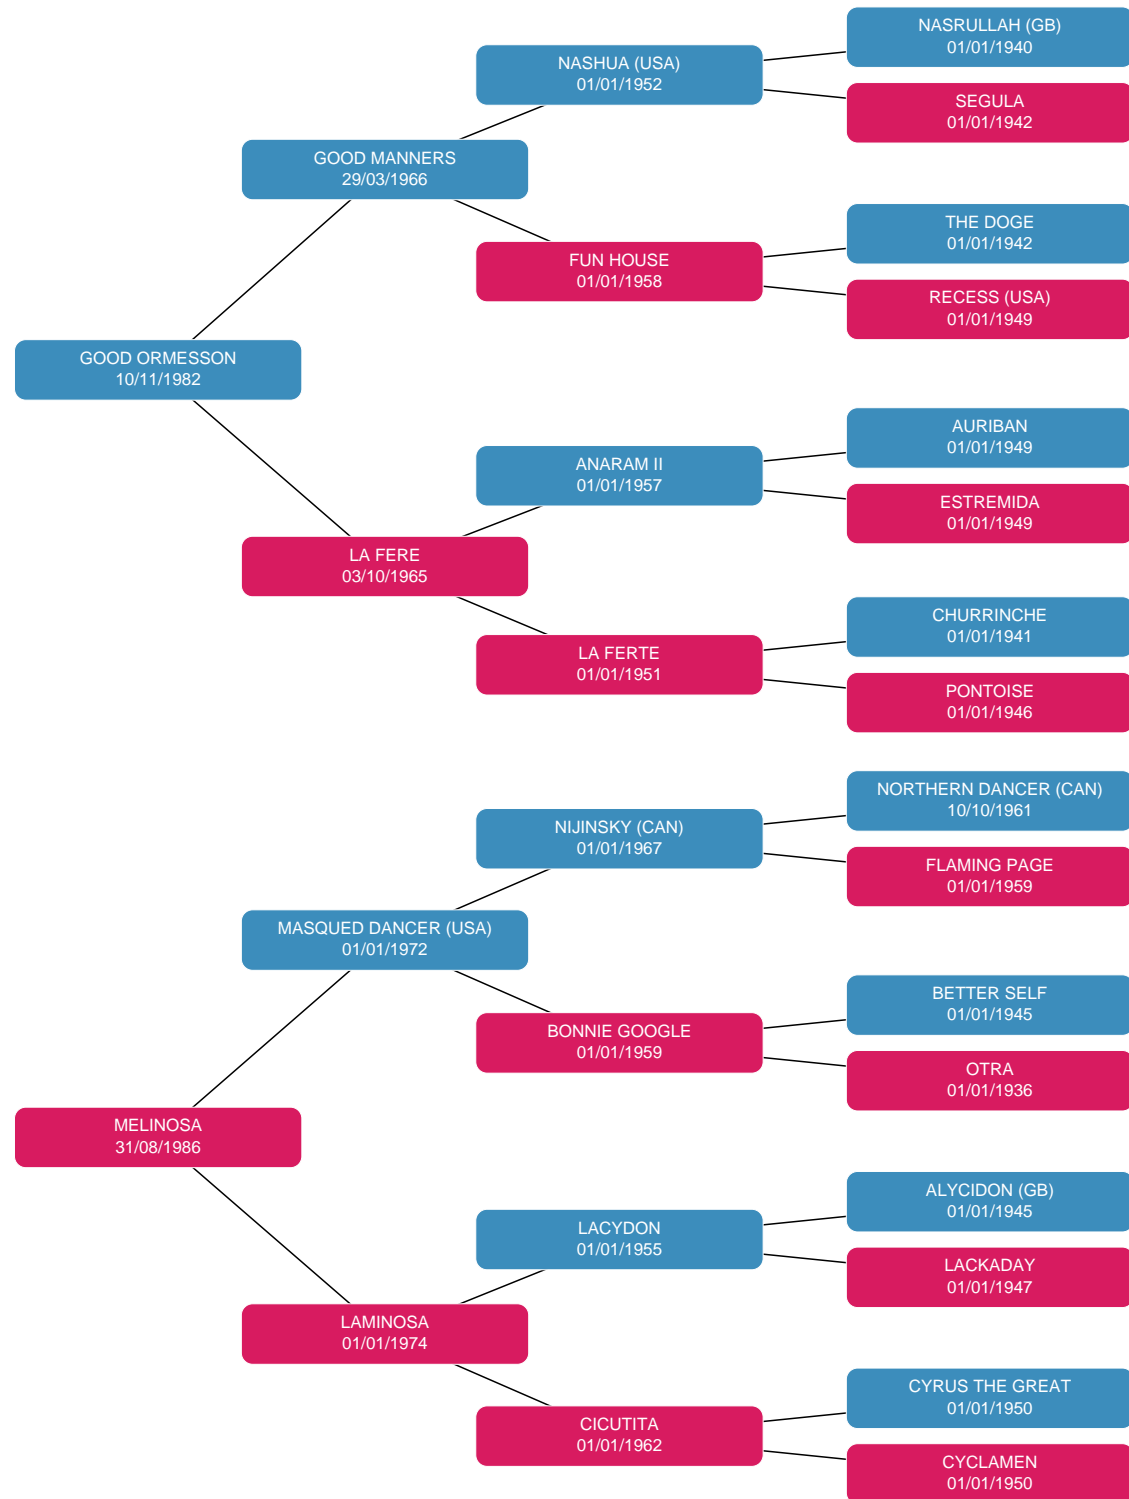 NASRULLAH (GB)
01/01/1940
NASHUA (USA)
01/01/1952
SEGULA
01/01/1942
GOOD MANNERS
29/03/1966
THE DOGE
01/01/1942
FUN HOUSE
01/01/1958
RECESS (USA)
01/01/1949
GOOD ORMESSON
10/11/1982
AURIBAN
01/01/1949
ANARAM II
01/01/1957
ESTREMIDA
01/01/1949
LA FERE
03/10/1965
CHURRINCHE
01/01/1941
LA FERTE
01/01/1951
PONTOISE
01/01/1946
NORTHERN DANCER (CAN)
10/10/1961
NIJINSKY (CAN)
01/01/1967
FLAMING PAGE
01/01/1959
MASQUED DANCER (USA)
01/01/1972
BETTER SELF
01/01/1945
BONNIE GOOGLE
01/01/1959
OTRA
01/01/1936
MELINOSA
31/08/1986
ALYCIDON (GB)
01/01/1945
LACYDON
01/01/1955
LACKADAY
01/01/1947
LAMINOSA
01/01/1974
CYRUS THE GREAT
01/01/1950
CICUTITA
01/01/1962
CYCLAMEN
01/01/1950